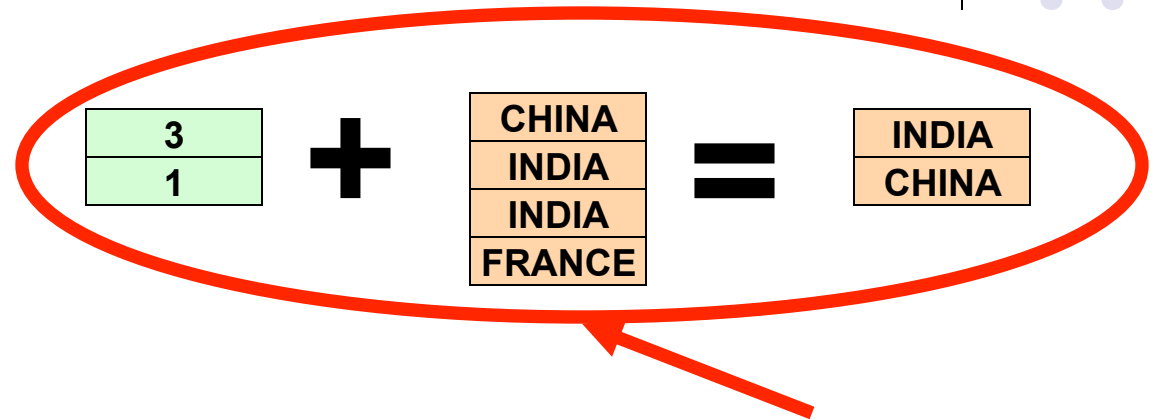 3
1
+
CHINA
INDIA
INDIA
FRANCE
=
INDIA
CHINA